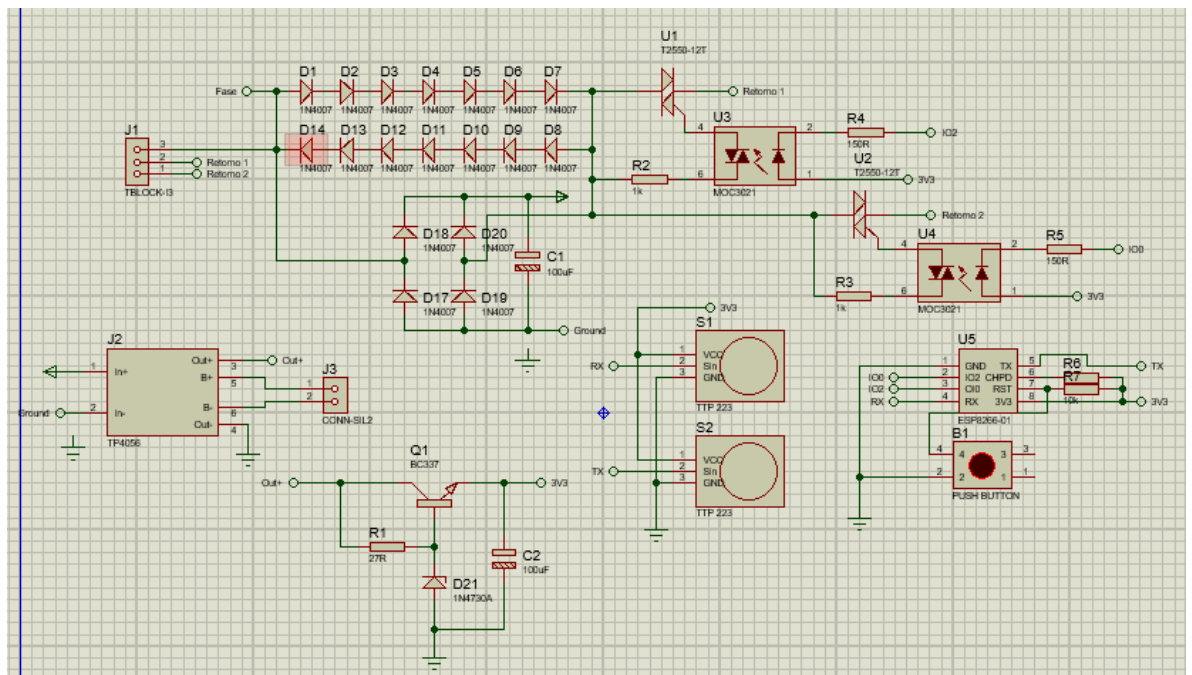 U1
T2550-12T
D1 D2 D3 D4 D5 D6 D7
Fase Retorno 1
1N4007 1N4007 1N4007 1N4007 1N4007 1N4007 1N4007
U3 R4
4 2 IO2
150R
J1
D14 D13 D12 D11 D10 D9 D8
3
2 Retorno 1
1 Retorno 2
1N4007 1N4007 1N4007 1N4007 1N4007 1N4007 1N4007
TBLOCK-I3
U2
T2550-12T
R2
6 1 3V3
1k
MOC3021
Retorno 2
D18 D20
1N4007 1N4007
U4 R5
4 2 IO0
150R
C1
100uF
D17 D19
1N4007 1N4007
R3
6 1 3V3
1k
MOC3021
Ground
3V3
J2
1 In+ Out+ 3 Out+
B+ 5
J3
1
2
CONN-SIL2
B- 6
Ground 2 In- Out- 4
TP4056
S1
1 VCC
RX 2 Sin
3 GND
TTP 223
U5
1 GND TX 5 TX
IO0 2 IO2 CHPD 6 R6
IO2 3 OI0 RST 7 R7
RX 4 RX 3V3 8 10k 3V3
ESP8266-01
S2
1 VCC
TX 2 Sin
3 GND
TTP 223
B1
4 4 3 3
2 2 1 1
PUSH BUTTON
Q1
BC337
Out+ 3V3
R1
27R
C2
100uF
D21
1N4730A